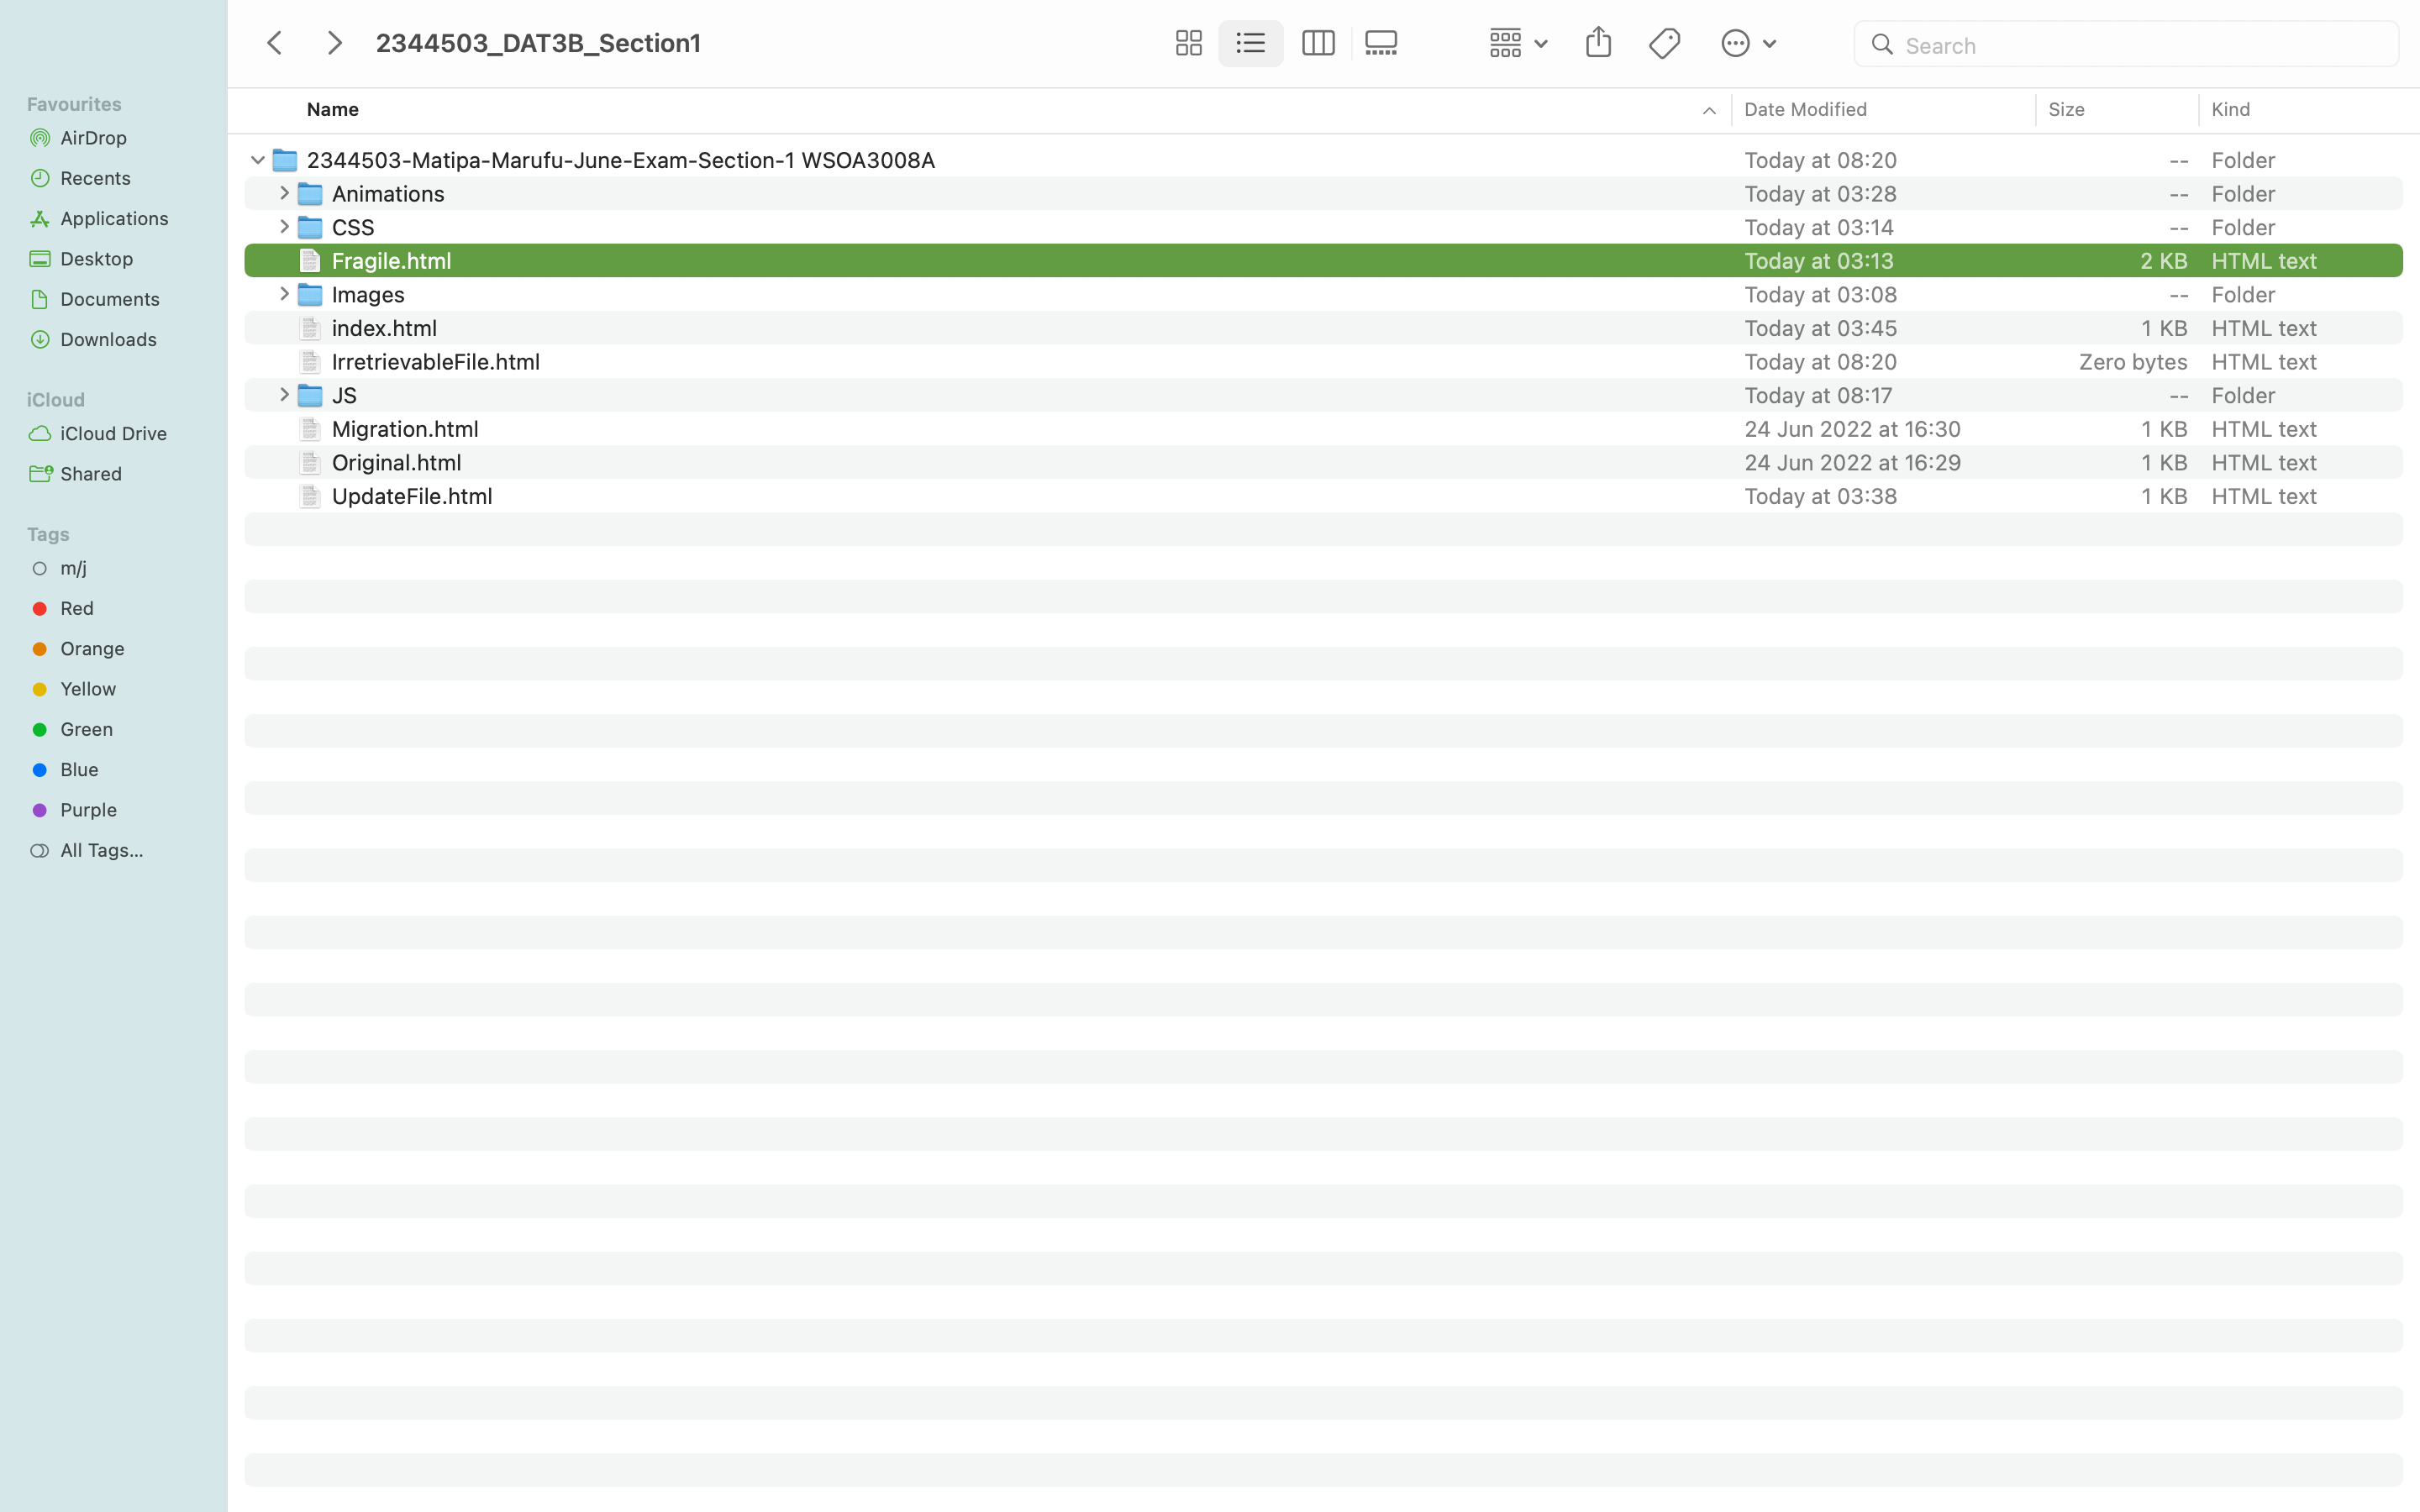 2344503_DAT3B_Section1
Search
Favourites
AirDrop
Recents
Applications
Desktop
Documents
Downloads
iCloud
iCloud Drive
Shared
Tags
m/j
Red
Orange
Yellow
Green
Blue
Purple
All Tags...
Name Date Modified Size Kind
2344503-Matipa-Marufu-June-Exam-Section-1 WSOA3008A Today at 08:20 -- Folder
Animations Today at 03:28 -- Folder
CSS Today at 03:14 -- Folder
Fragile.html Today at 03:13 2 KB HTML text
Images Today at 03:08 -- Folder
index.html Today at 03:45 1 KB HTML text
IrretrievableFile.html Today at 08:20 Zero bytes HTML text
JS Today at 08:17 -- Folder
Migration.html 24 Jun 2022 at 16:30 1 KB HTML text
Original.html 24 Jun 2022 at 16:29 1 KB HTML text
UpdateFile.html Today at 03:38 1 KB HTML text